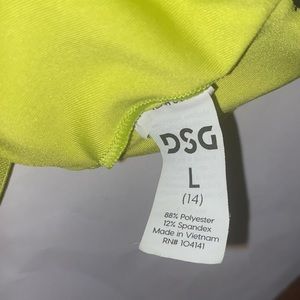 DSG
L
(14)
88% Polyester
12% Spandex
Made in Vietnam
RN# 104141